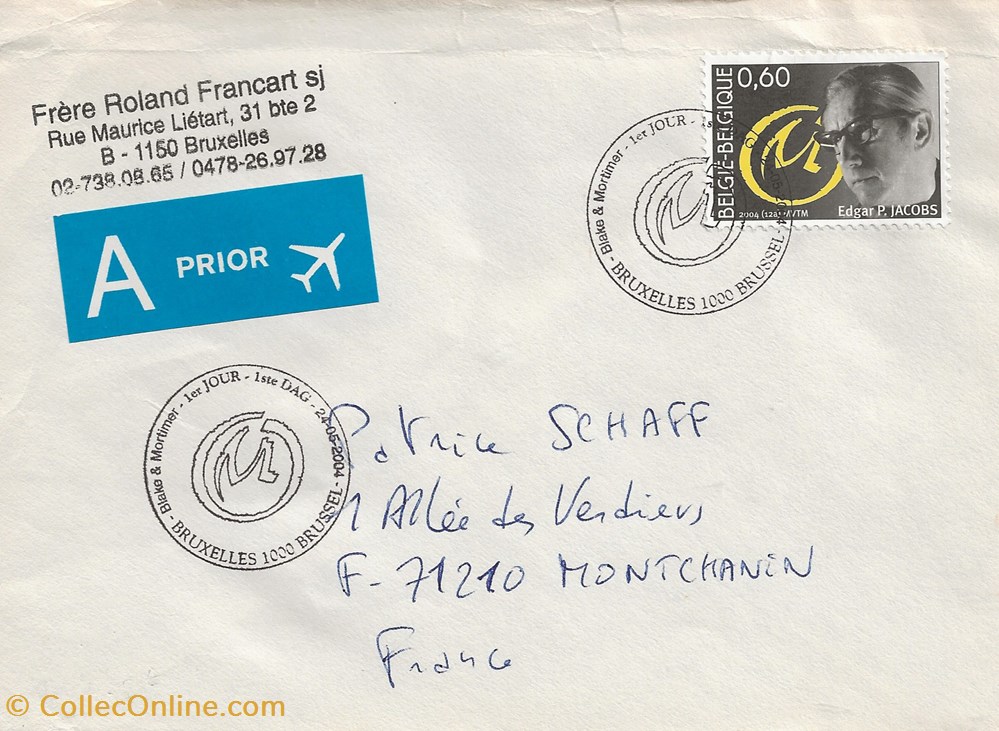 Frère Roland Francart sj
Rue Maurice Liétart, 31 bte 2
B - 1150 Bruxelles
02-738.08.65 / 0478-26.97.28
A PRIOR
BELGIË-BELGIQUE
0,60
2004 (12a) AVTM
Edgar P. JACOBS
Blake & Mortimer - 1er JOUR - 1s
- BRUXELLES 1000 BRUSSEL -
Blake & Mortimer - 1er JOUR - 1ste DAG - 24-05-2004
- BRUXELLES 1000 BRUSSEL -
Patrice SCHAFF
1 Allée des Verdiers
F-71210 MONTCHANIN
France
© CollecOnline.com